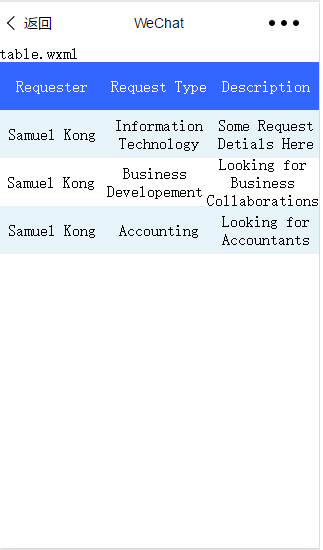 返回 WeChat
table.wxml
Requester Request Type Description
Samuel Kong Information Technology Some Request Detials Here
Samuel Kong Business Developement Looking for Business Collaborations
Samuel Kong Accounting Looking for Accountants